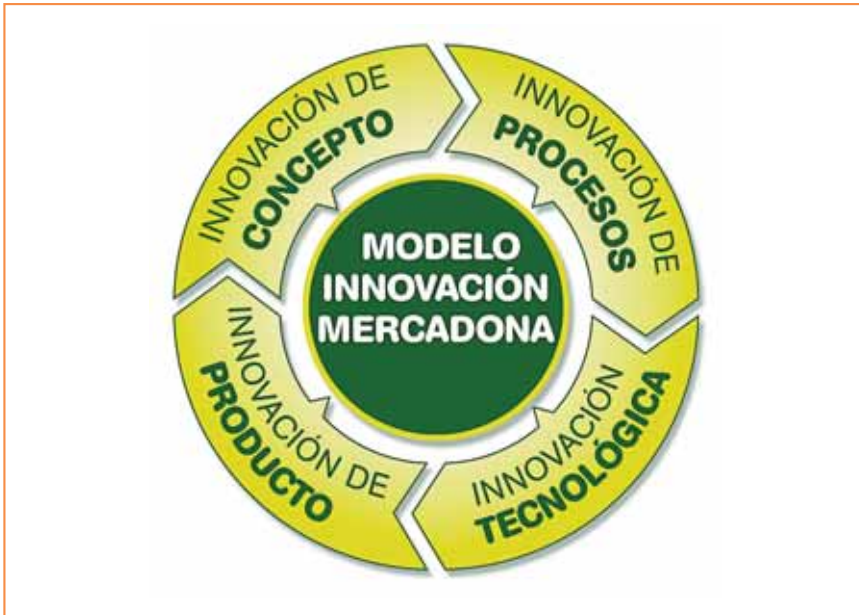 INNOVACIÓN DE
CONCEPTO
INNOVACIÓN DE
PROCESOS
INNOVACIÓN
TECNOLÓGICA
INNOVACIÓN DE
PRODUCTO
MODELO
INNOVACIÓN
MERCADONA